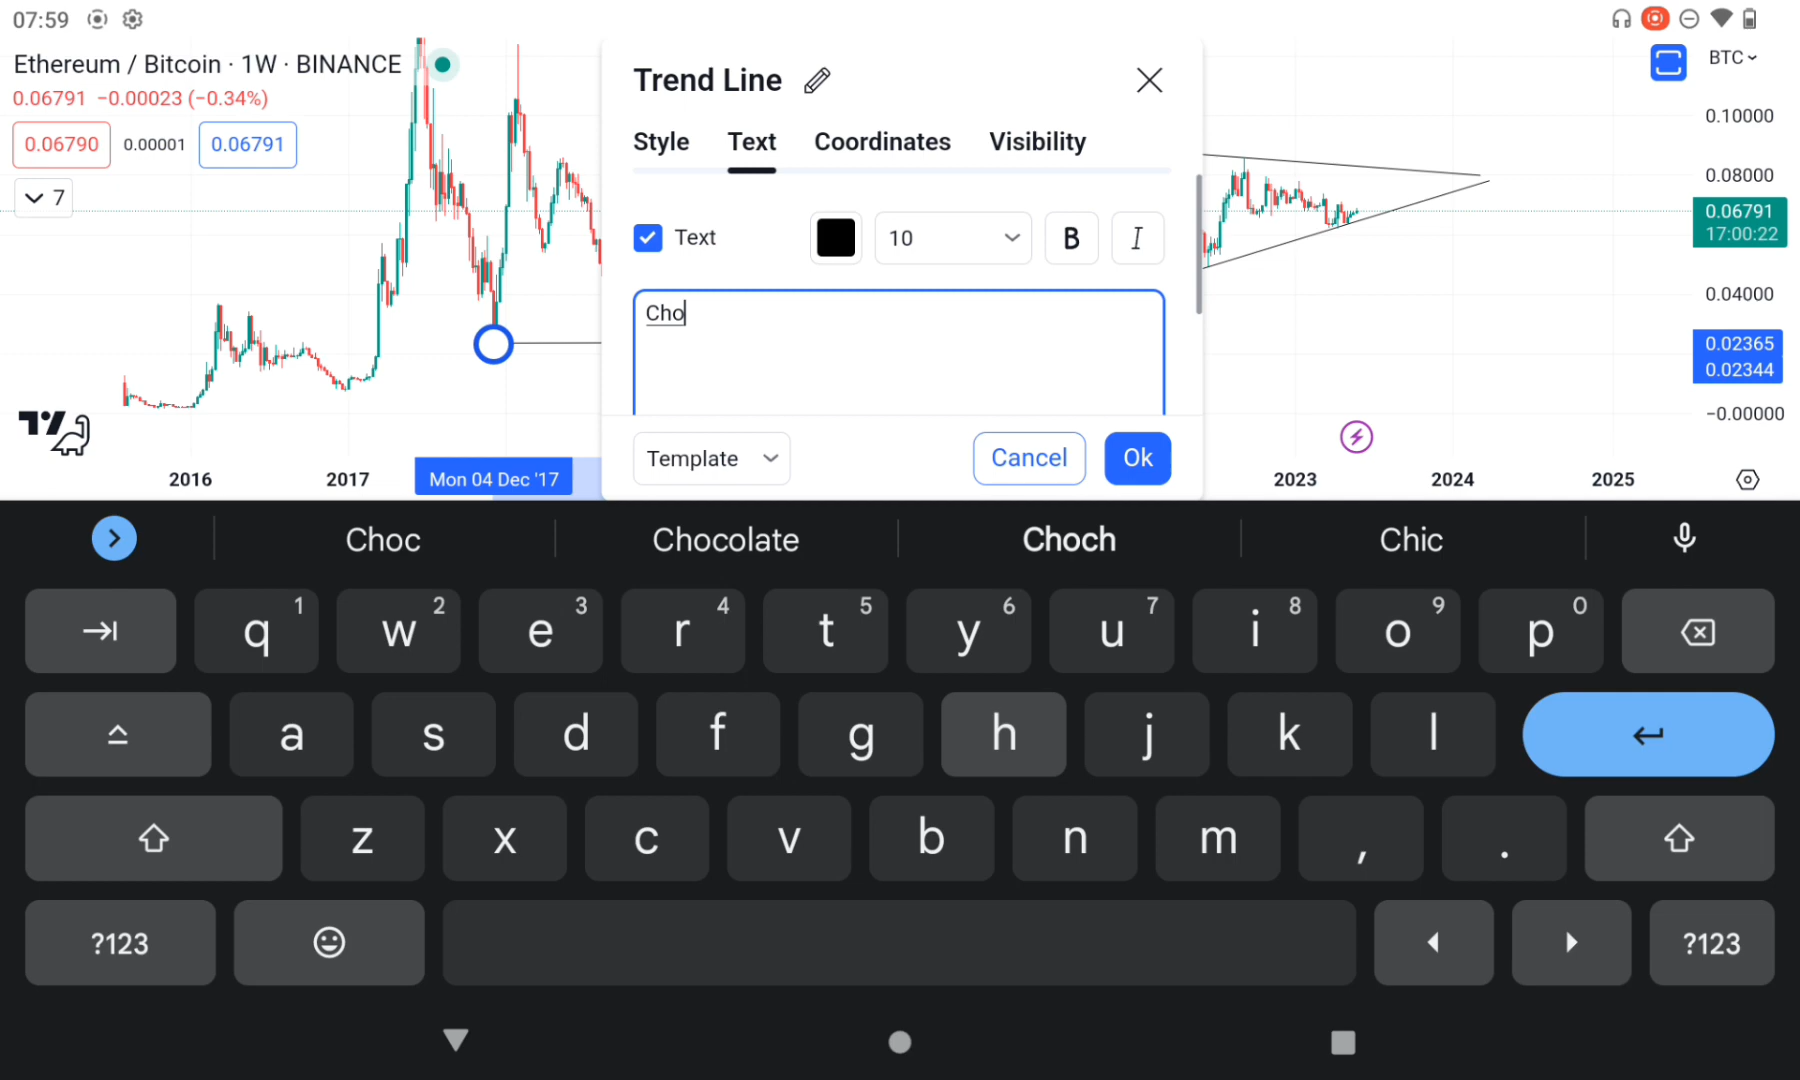 07:59
Ethereum / Bitcoin · 1W · BINANCE
0.06791 −0.00023 (−0.34%)
0.06790 0.00001 0.06791
7
2016 2017 Mon 04 Dec '17
Trend Line
Style Text Coordinates Visibility
Text 10 B I
Cho
Template Cancel Ok
BTC
0.10000
0.08000
0.06791
17:00:22
0.04000
0.02365
0.02344
−0.00000
2023 2024 2025
Choc Chocolate Choch Chic
q 1 w 2 e 3 r 4 t 5 y 6 u 7 i 8 o 9 p 0
a s d f g h j k l
z x c v b n m , .
?123 ?123